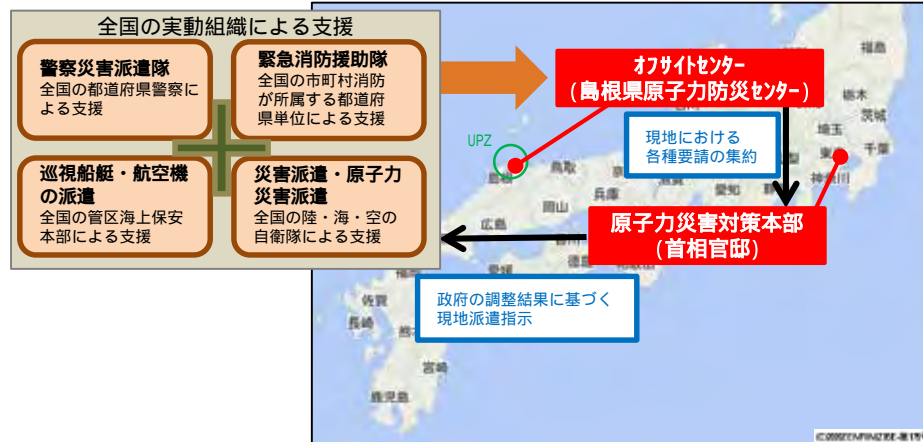 全国の実動組織による支援
警察災害派遣隊
全国の都道府県警察に
よる支援
緊急消防援助隊
全国の市町村消防
が所属する都道府
県単位による支援
巡視船艇・航空機
の派遣
全国の管区海上保安
本部による支援
災害派遣・原子力
災害派遣
全国の陸・海・空の
自衛隊による支援
オフサイトセンター
(島根県原子力防災センター)
現地における
各種要請の集約
原子力災害対策本部
(首相官邸)
政府の調整結果に基づく
現地派遣指示
UPZ
福島
栃木
茨城
埼玉
千葉
神奈川
島根
鳥取
兵庫
岡山
広島
愛知
愛媛
徳島
福岡
佐賀
長崎
宮崎
鹿児島